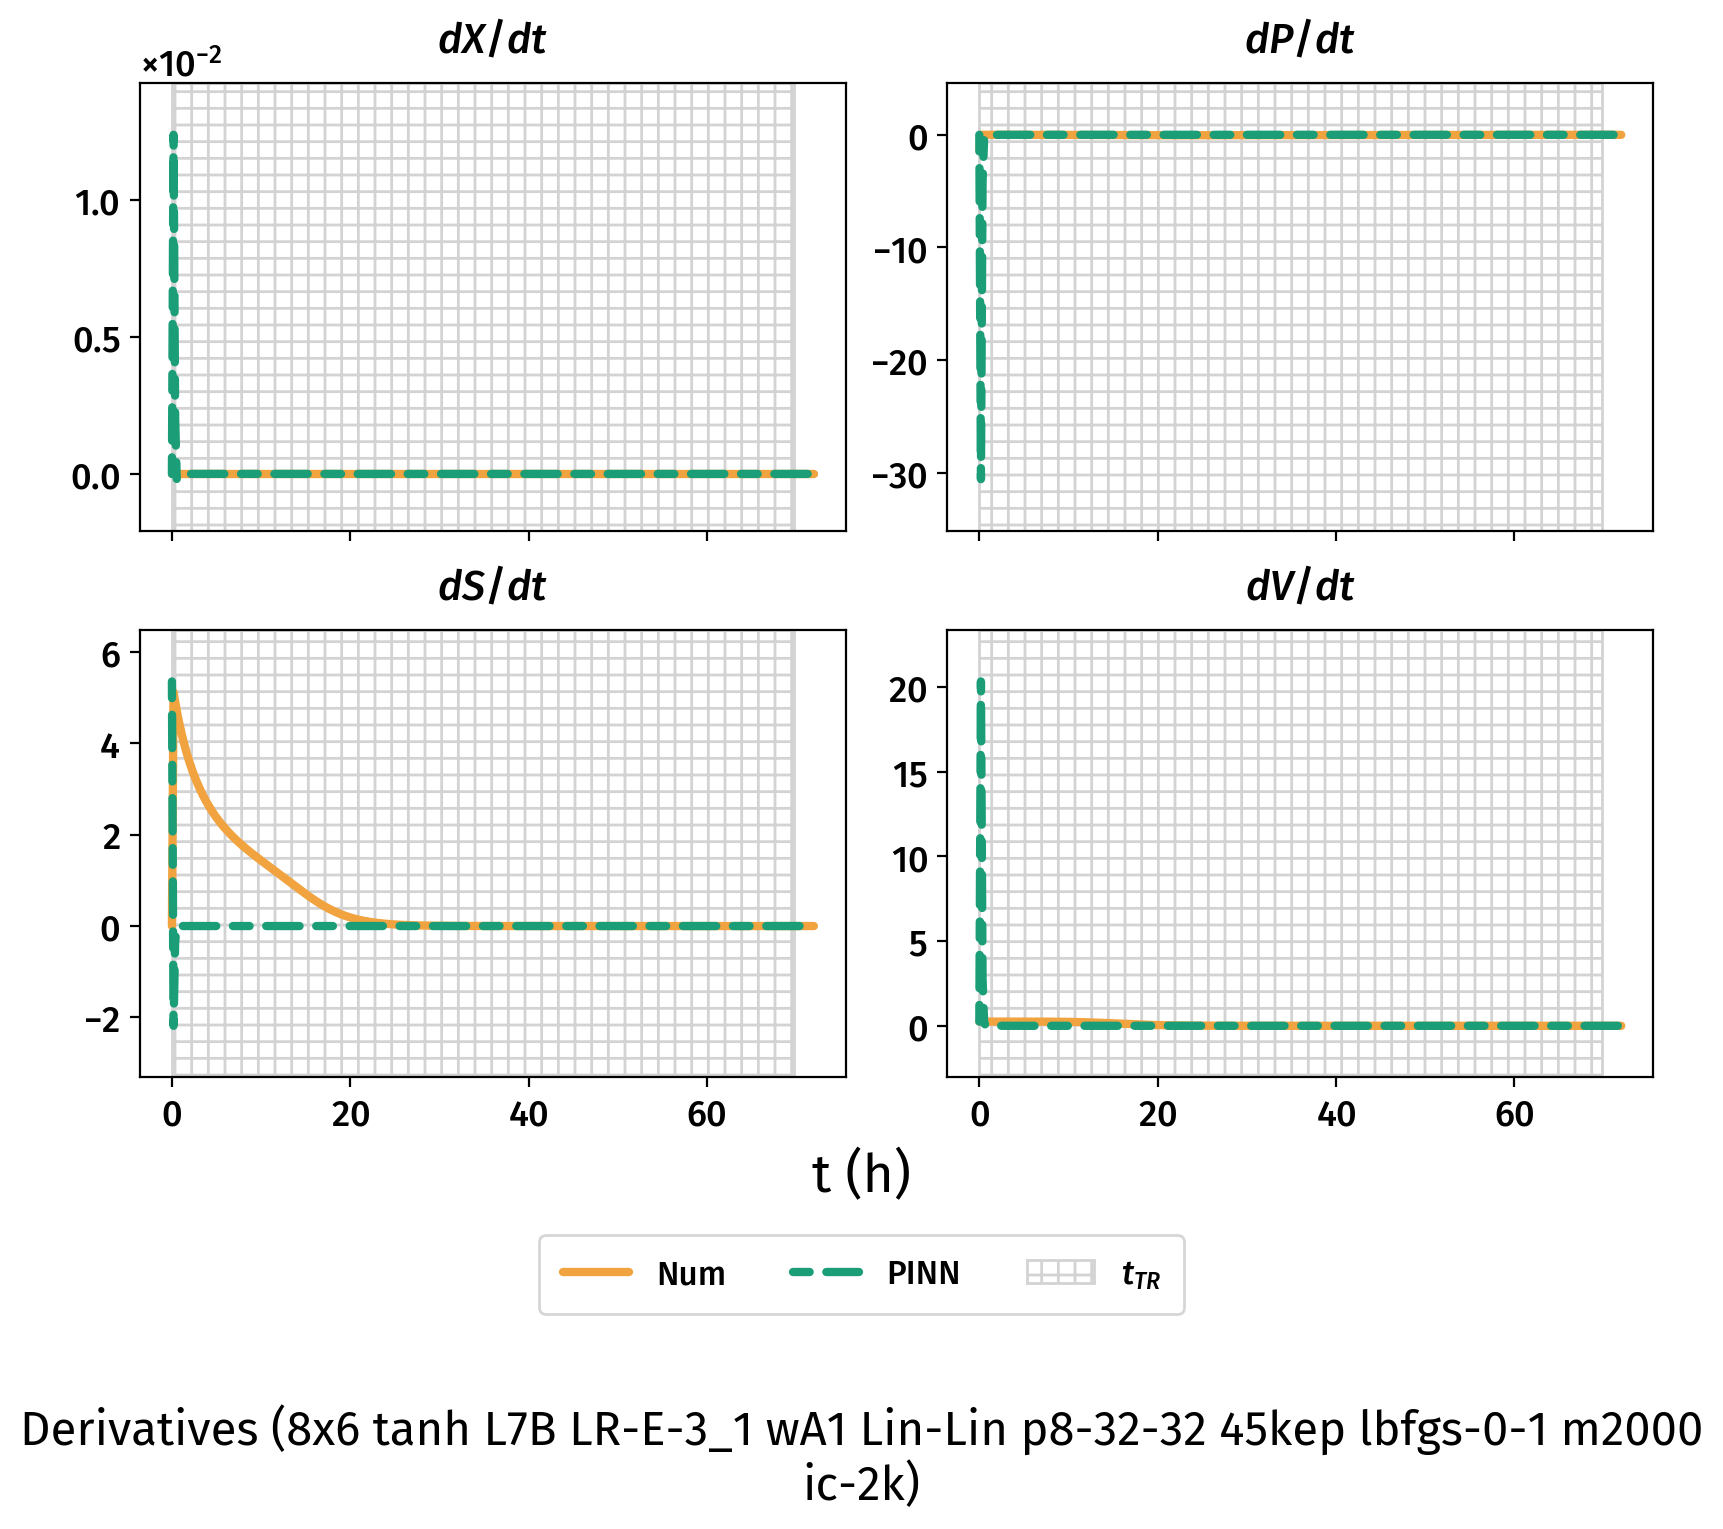 dX/dt
×10⁻²
1.0
0.5
0.0
dP/dt
0
−10
−20
−30
dS/dt
6
4
2
0
−2
0 20 40 60
dV/dt
20
15
10
5
0
0 20 40 60
t (h)
Num PINN t_TR
Derivatives (8x6 tanh L7B LR-E-3_1 wA1 Lin-Lin p8-32-32 45kep lbfgs-0-1 m2000
ic-2k)